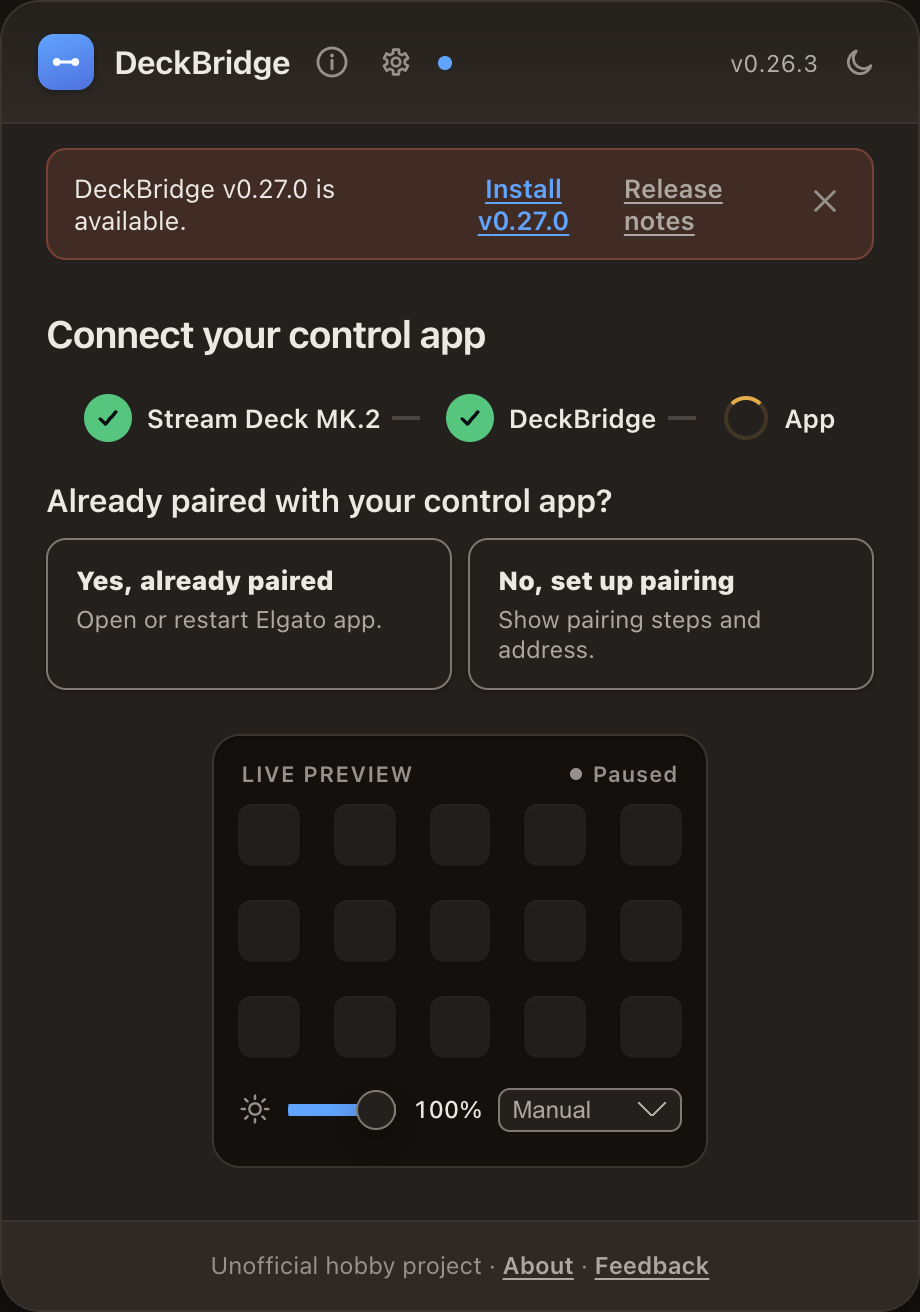 DeckBridge
v0.26.3
DeckBridge v0.27.0 is
available.
Install
v0.27.0
Release
notes
Connect your control app
Stream Deck MK.2
DeckBridge
App
Already paired with your control app?
Yes, already paired
Open or restart Elgato app.
No, set up pairing
Show pairing steps and
address.
LIVE PREVIEW
Paused
100%
Manual
Unofficial hobby project · About · Feedback